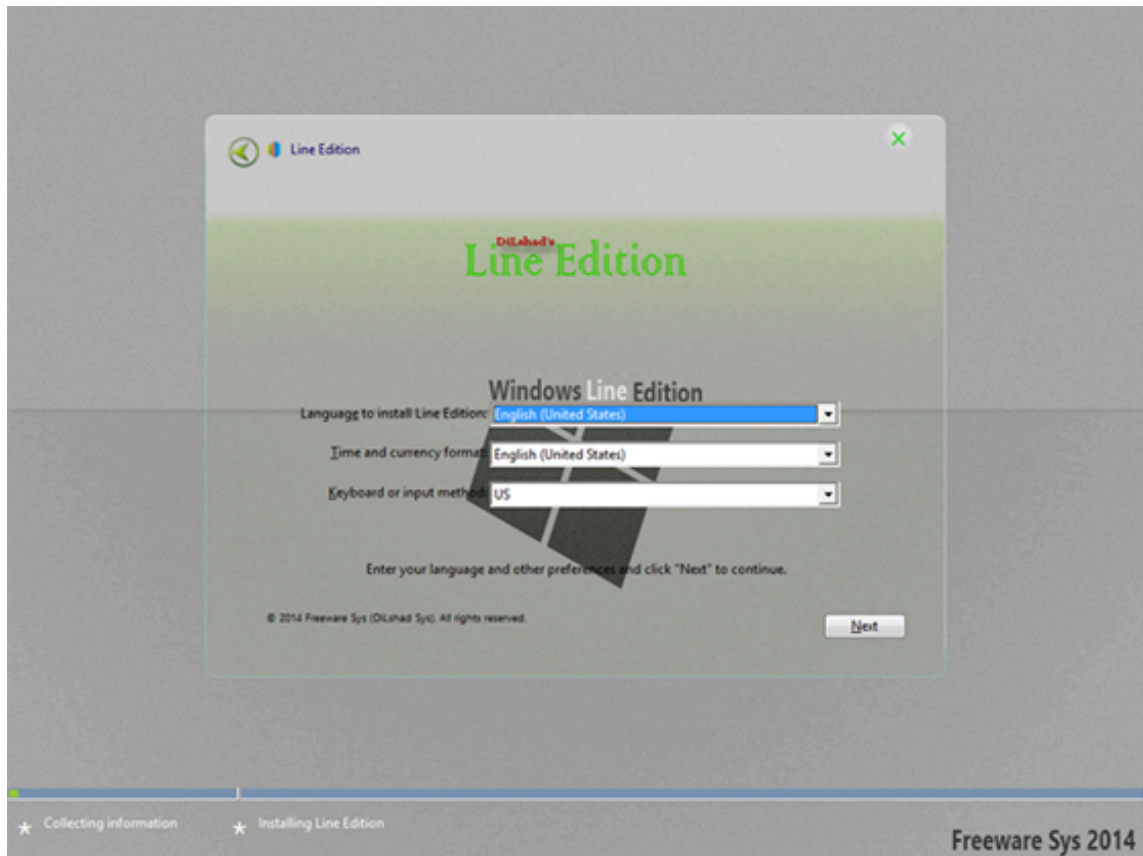 Line Edition
DiLshad's
Line Edition
Windows Line Edition
Language to install Line Edition: English (United States)
Time and currency format: English (United States)
Keyboard or input method: US
Enter your language and other preferences and click "Next" to continue.
© 2014 Freeware Sys (DiLshad Sys). All rights reserved.
Next
Collecting information
Installing Line Edition
Freeware Sys 2014